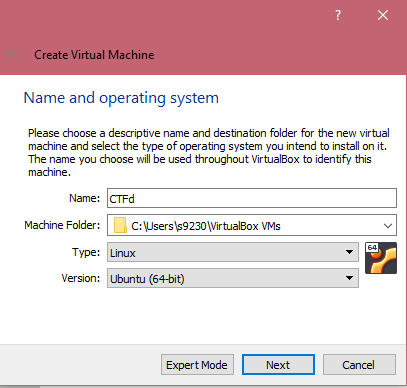 ?
Create Virtual Machine
Name and operating system
Please choose a descriptive name and destination folder for the new virtual
machine and select the type of operating system you intend to install on it.
The name you choose will be used throughout VirtualBox to identify this
machine.
Name: CTFd
Machine Folder: C:\Users\s9230\VirtualBox VMs
Type: Linux
64
Version: Ubuntu (64-bit)
Expert Mode Next Cancel